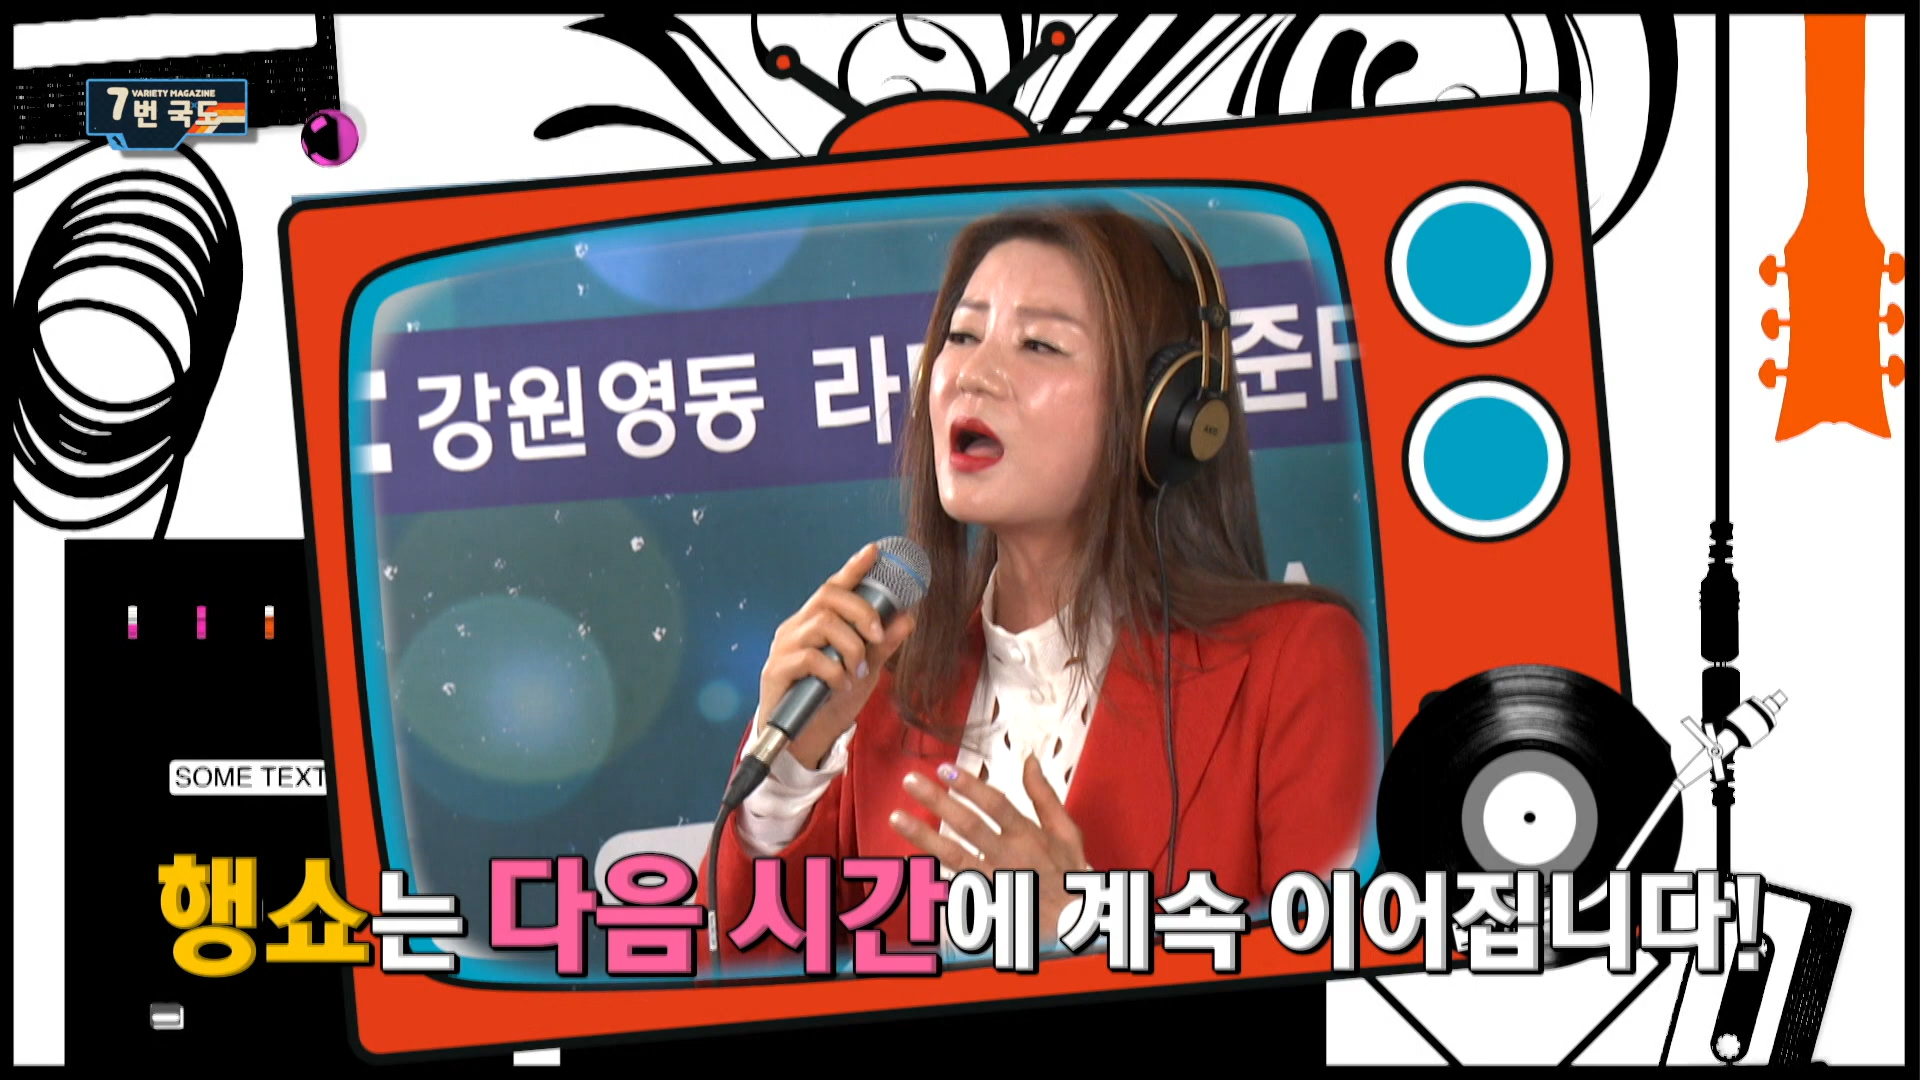 VARIETY MAGAZINE
7번 국도
강원영동 라
준
AKG
SOME TEXT
행쇼는 다음 시간에 계속 이어집니다!